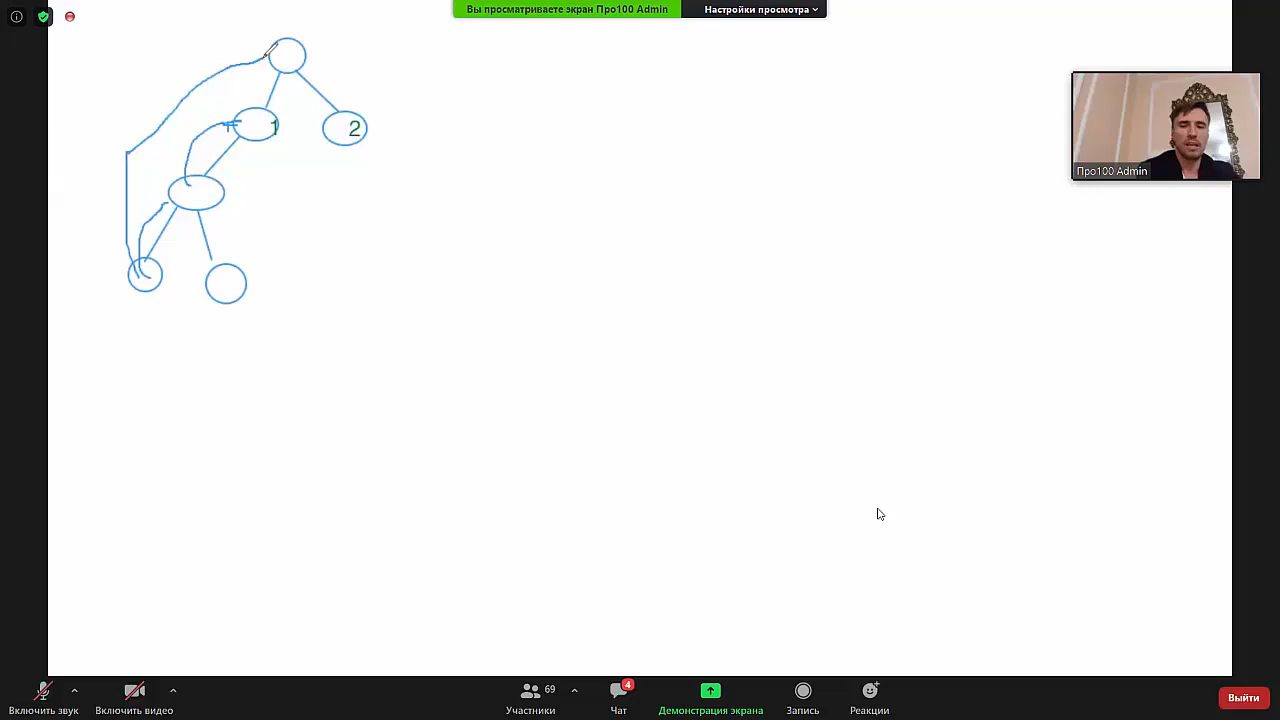 Вы просматриваете экран Про100 Admin
Настройки просмотра
1
2
Про100 Admin
69
4
Включить звук
Включить видео
Участники
Чат
Демонстрация экрана
Запись
Реакции
Выйти